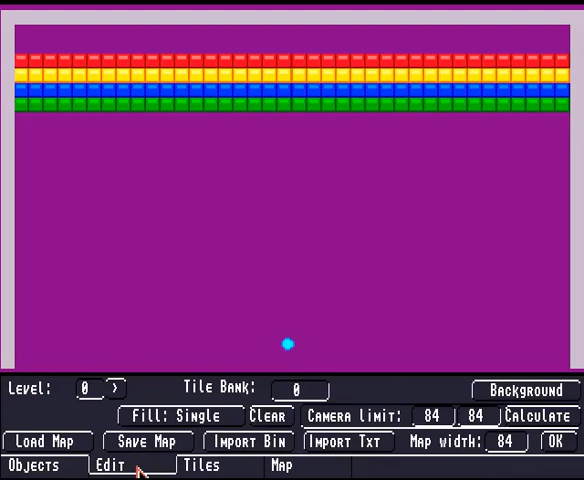 Level: 0 > Tile Bank: 0 Background
Fill: Single Clear Camera limit: 84 84 Calculate
Load Map Save Map Import Bin Import Txt Map width: 84 OK
Objects Edit Tiles Map